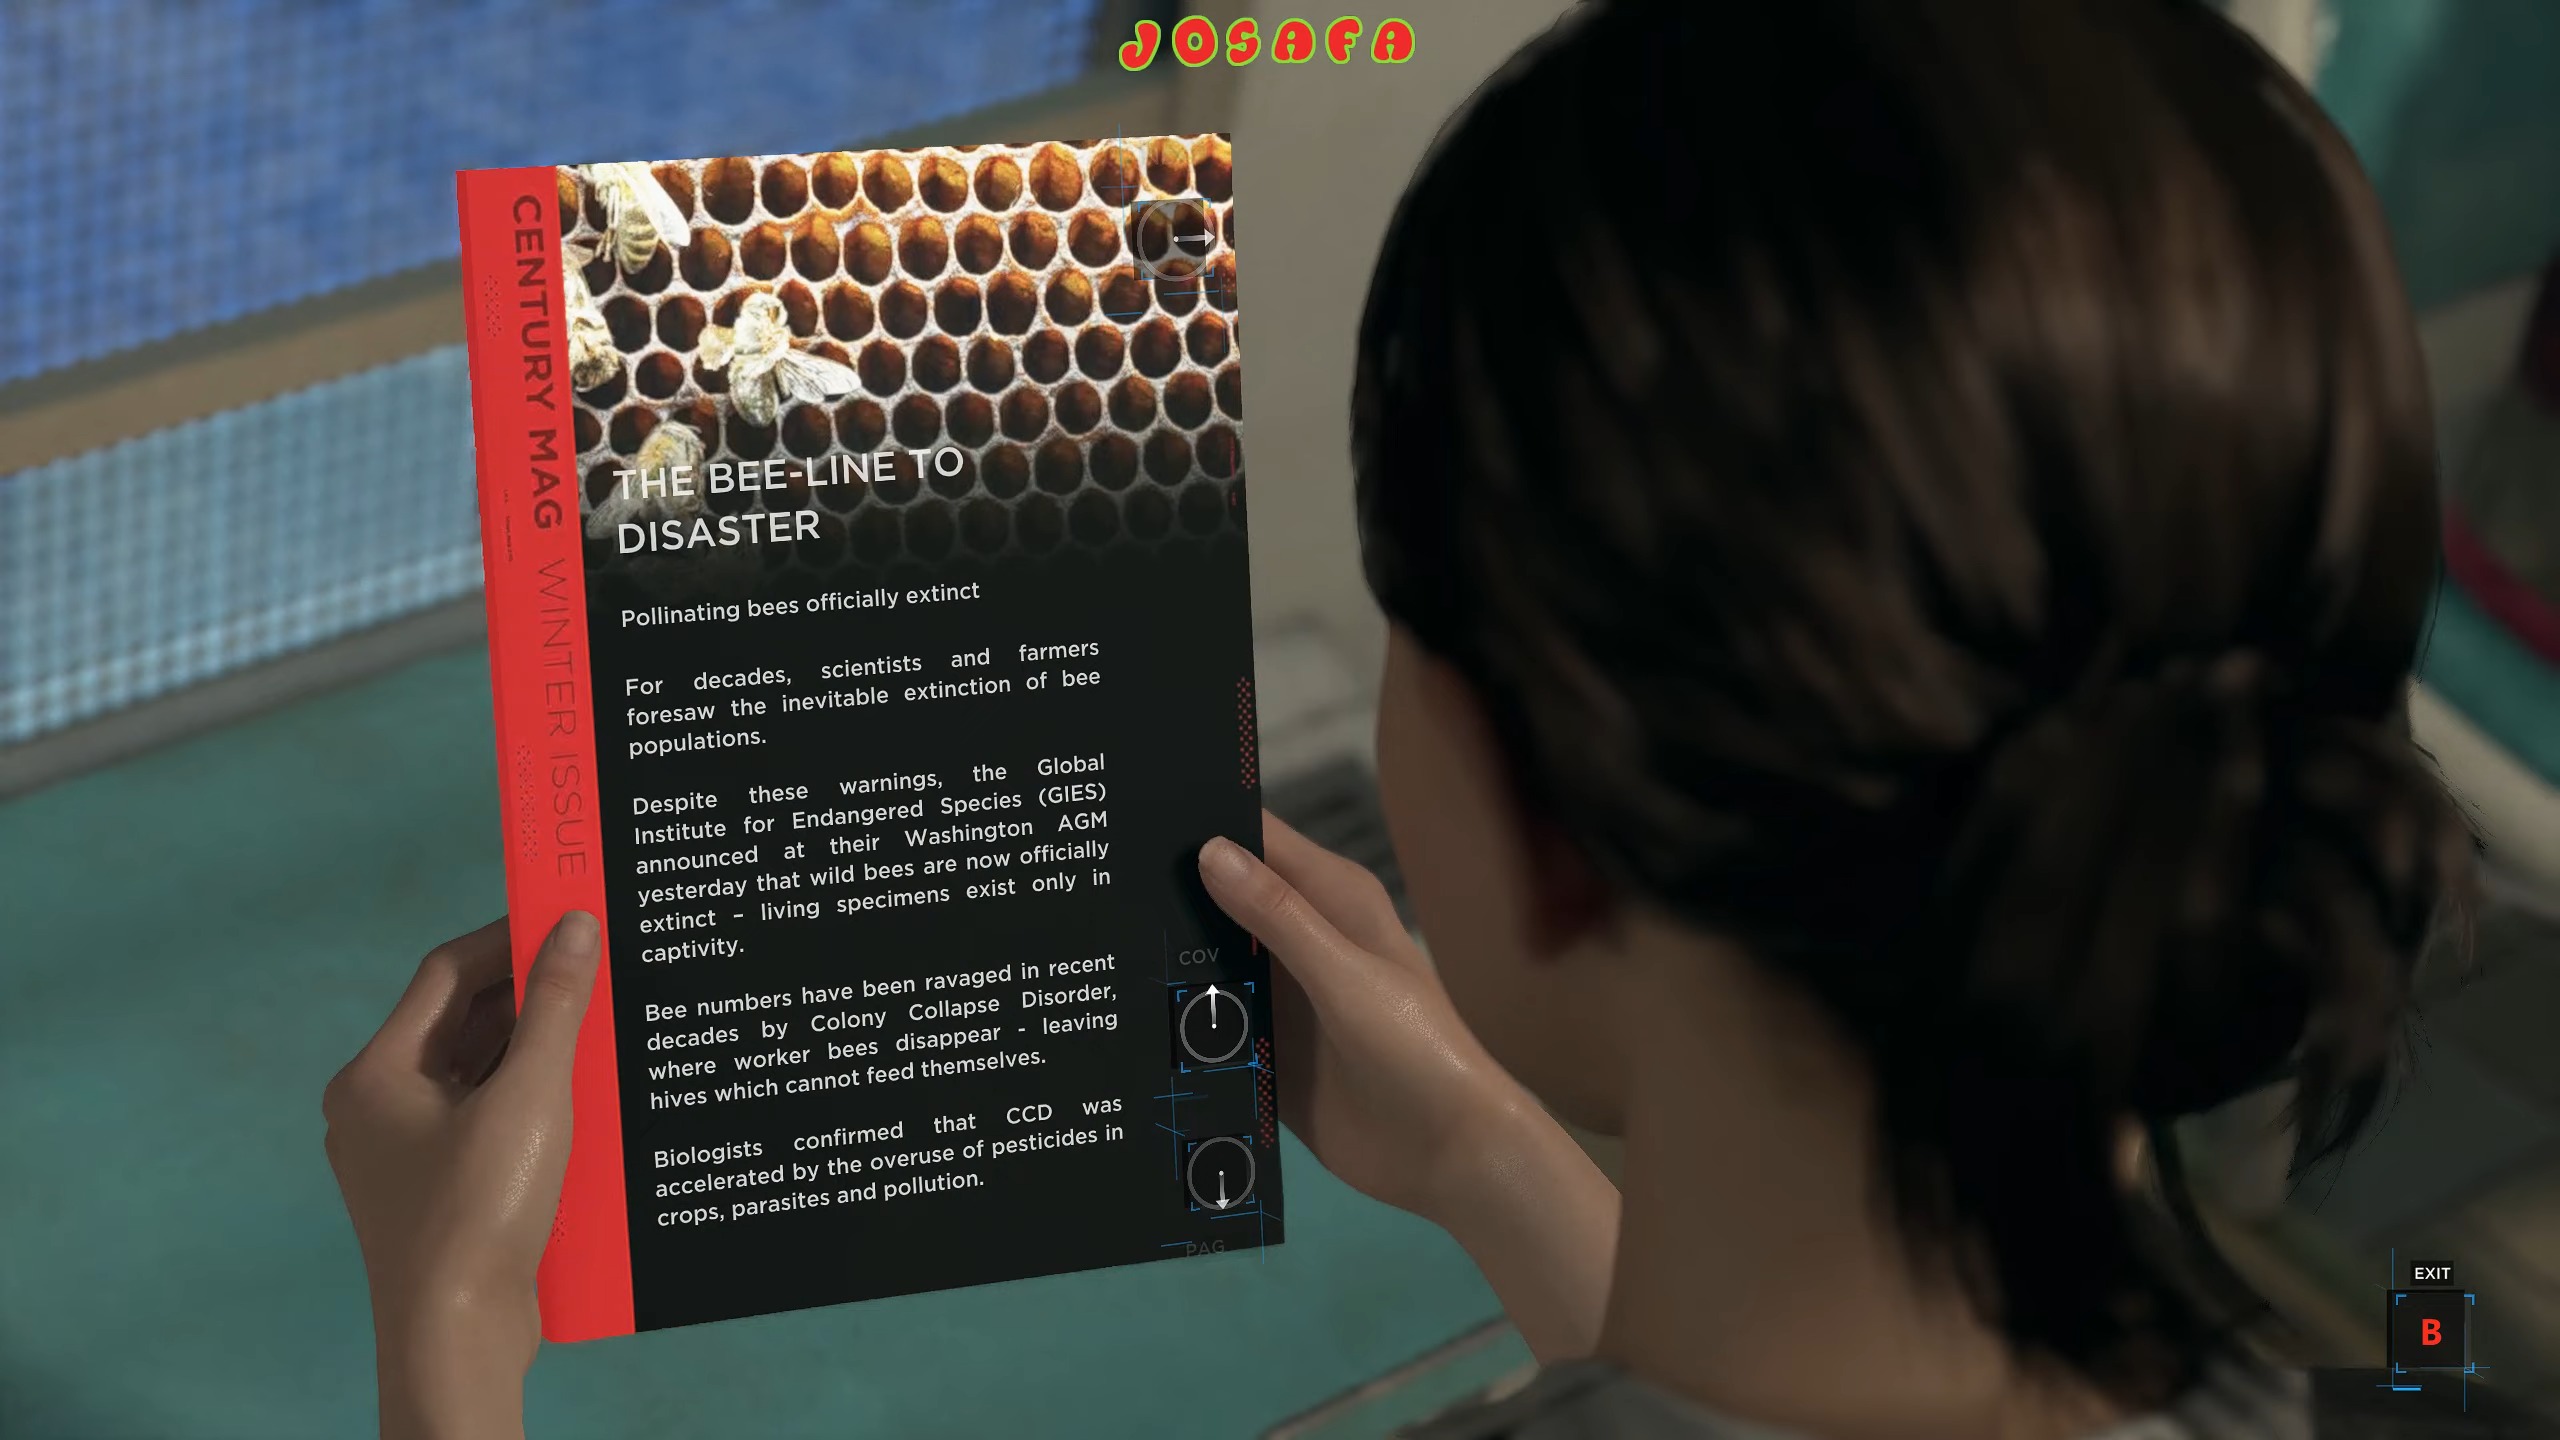 JOSAFA
CENTURY MAG WINTER ISSUE
THE BEE-LINE TO
DISASTER
Pollinating bees officially extinct
For decades, scientists and farmers
foresaw the inevitable extinction of bee
populations.
Despite these warnings, the Global
Institute for Endangered Species (GIES)
announced at their Washington AGM
yesterday that wild bees are now officially
extinct – living specimens exist only in
captivity.
Bee numbers have been ravaged in recent
decades by Colony Collapse Disorder,
where worker bees disappear - leaving
hives which cannot feed themselves.
Biologists confirmed that CCD was
accelerated by the overuse of pesticides in
crops, parasites and pollution.
COV
PAG
EXIT
B